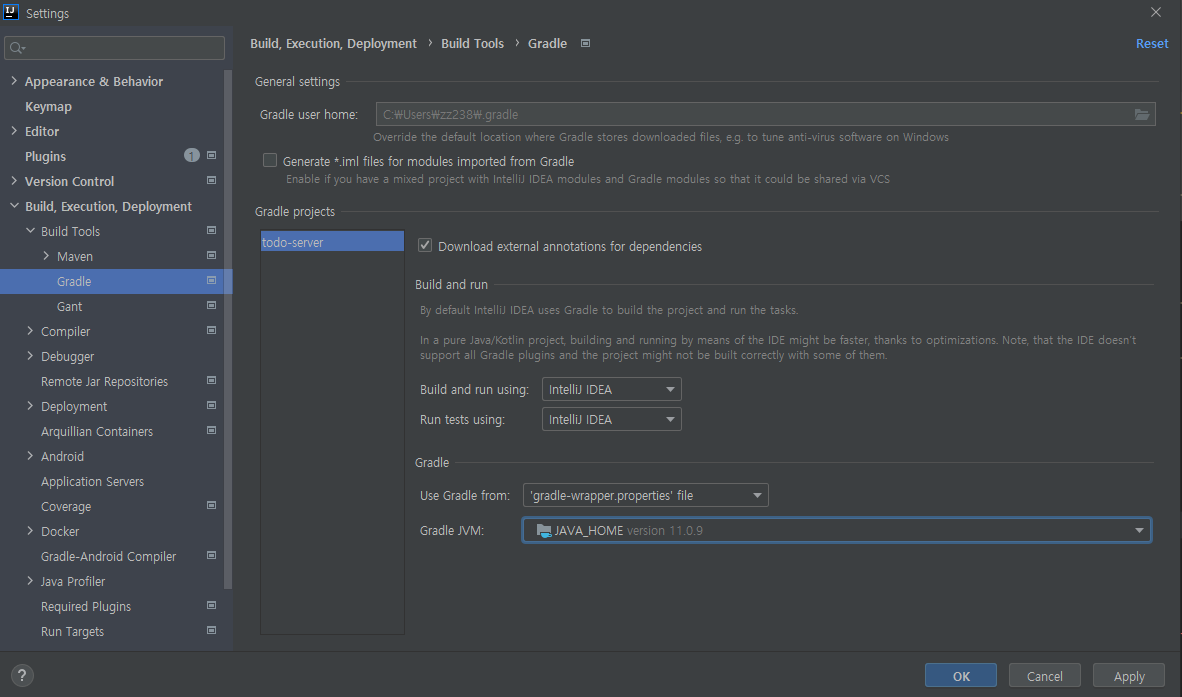 IJ Settings
Appearance & Behavior
Keymap
Editor
Plugins 1
Version Control
Build, Execution, Deployment
Build Tools
Maven
Gradle
Gant
Compiler
Debugger
Remote Jar Repositories
Deployment
Arquillian Containers
Android
Application Servers
Coverage
Docker
Gradle-Android Compiler
Java Profiler
Required Plugins
Run Targets
?
Build, Execution, Deployment › Build Tools › Gradle
Reset
General settings
Gradle user home: C:₩Users₩zz238₩.gradle
Override the default location where Gradle stores downloaded files, e.g. to tune anti-virus software on Windows
Generate *.iml files for modules imported from Gradle
Enable if you have a mixed project with IntelliJ IDEA modules and Gradle modules so that it could be shared via VCS
Gradle projects
todo-server
Download external annotations for dependencies
Build and run
By default IntelliJ IDEA uses Gradle to build the project and run the tasks.
In a pure Java/Kotlin project, building and running by means of the IDE might be faster, thanks to optimizations. Note, that the IDE doesn't
support all Gradle plugins and the project might not be built correctly with some of them.
Build and run using: IntelliJ IDEA
Run tests using: IntelliJ IDEA
Gradle
Use Gradle from: 'gradle-wrapper.properties' file
Gradle JVM: JAVA_HOME version 11.0.9
OK Cancel Apply